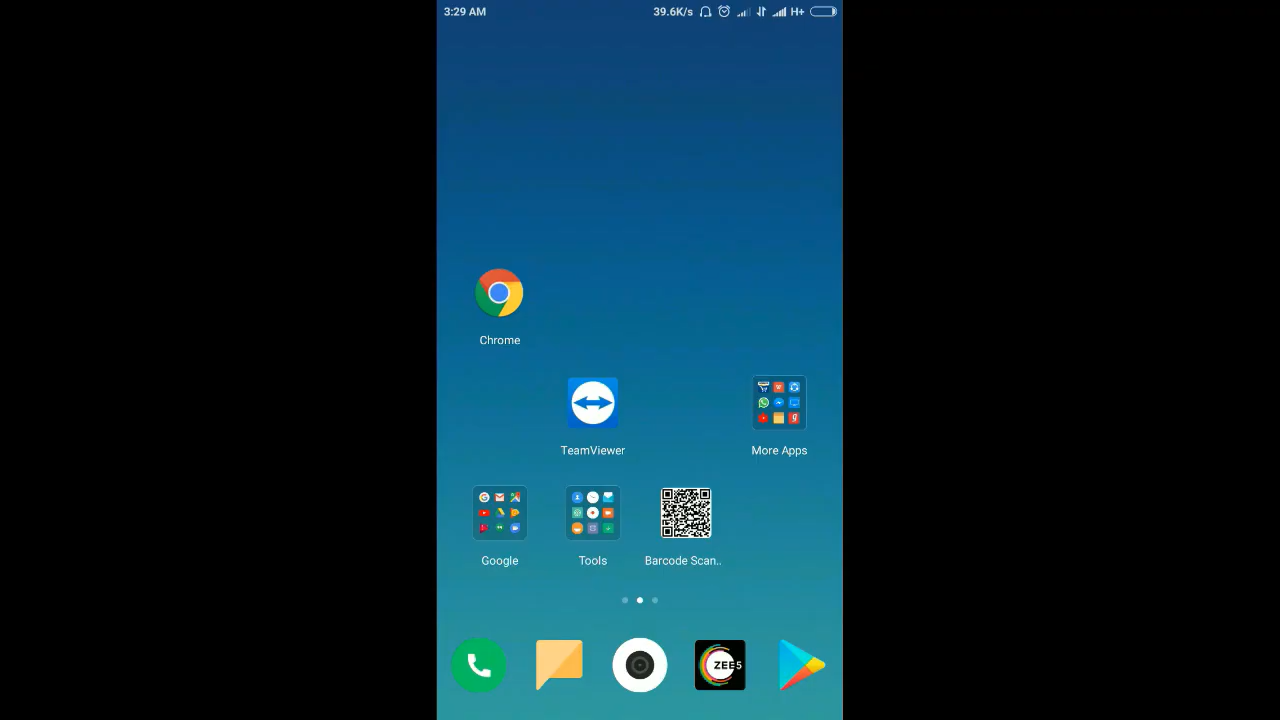 3:29 AM 39.6K/s H+
Chrome
TeamViewer More Apps
Google Tools Barcode Scan..
ZEE5